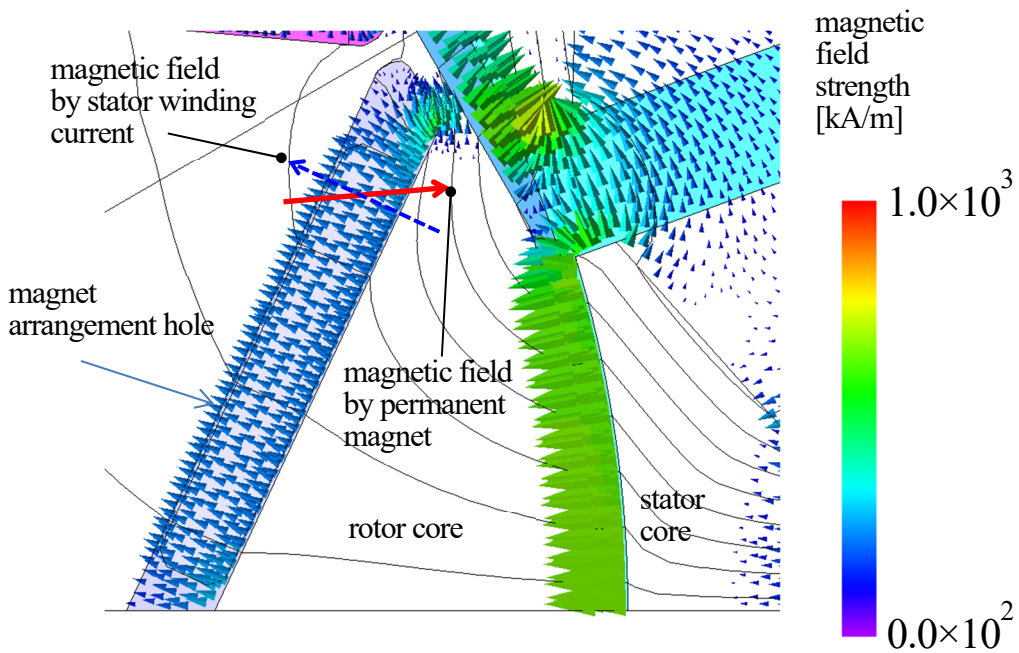 magnetic field
by stator winding
current
magnet
arrangement hole
magnetic field
by permanent
magnet
rotor core
stator
core
magnetic
field
strength
[kA/m]
1.0×10³
0.0×10²